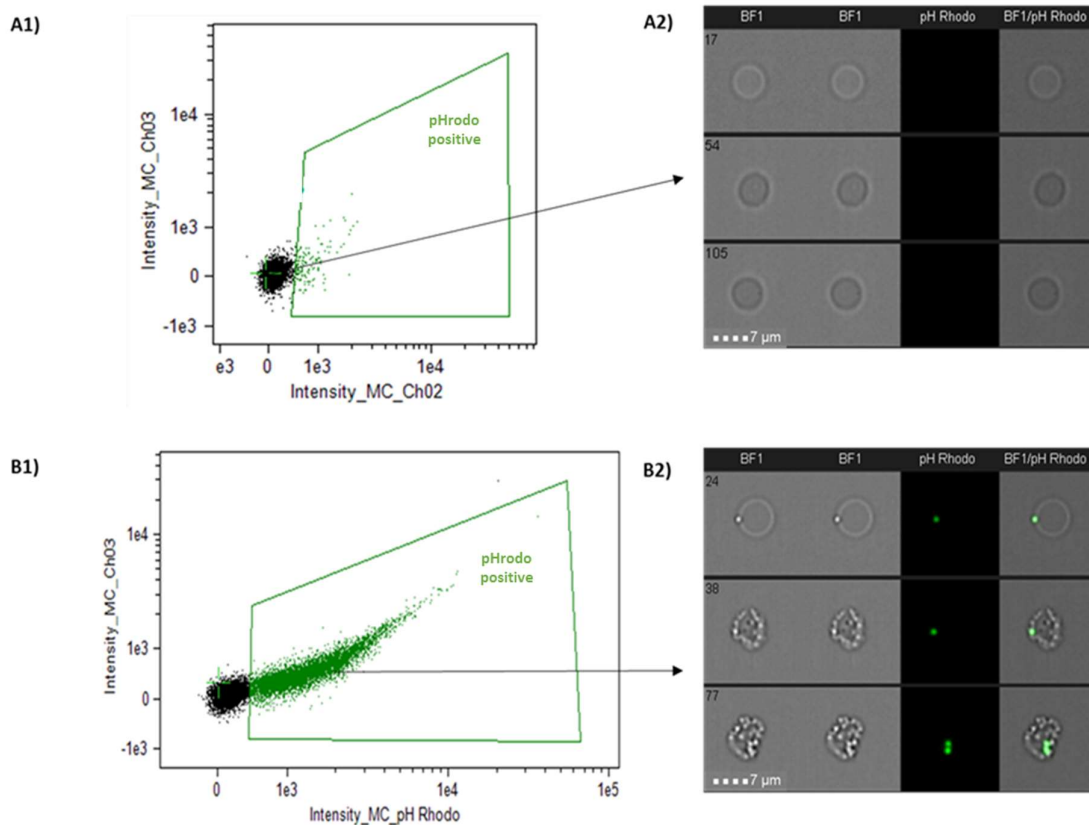 A1)
Intensity_MC_Ch03
1e4
1e3
0
-1e3
pHrodo
positive
e3 0 1e3 1e4
Intensity_MC_Ch02
A2)
BF1 BF1 pH Rhodo BF1/pH Rhodo
17
54
105
7 µm
B1)
Intensity_MC_Ch03
1e4
1e3
0
-1e3
pHrodo
positive
0 1e3 1e4 1e5
Intensity_MC_pH Rhodo
B2)
BF1 BF1 pH Rhodo BF1/pH Rhodo
24
38
77
7 µm